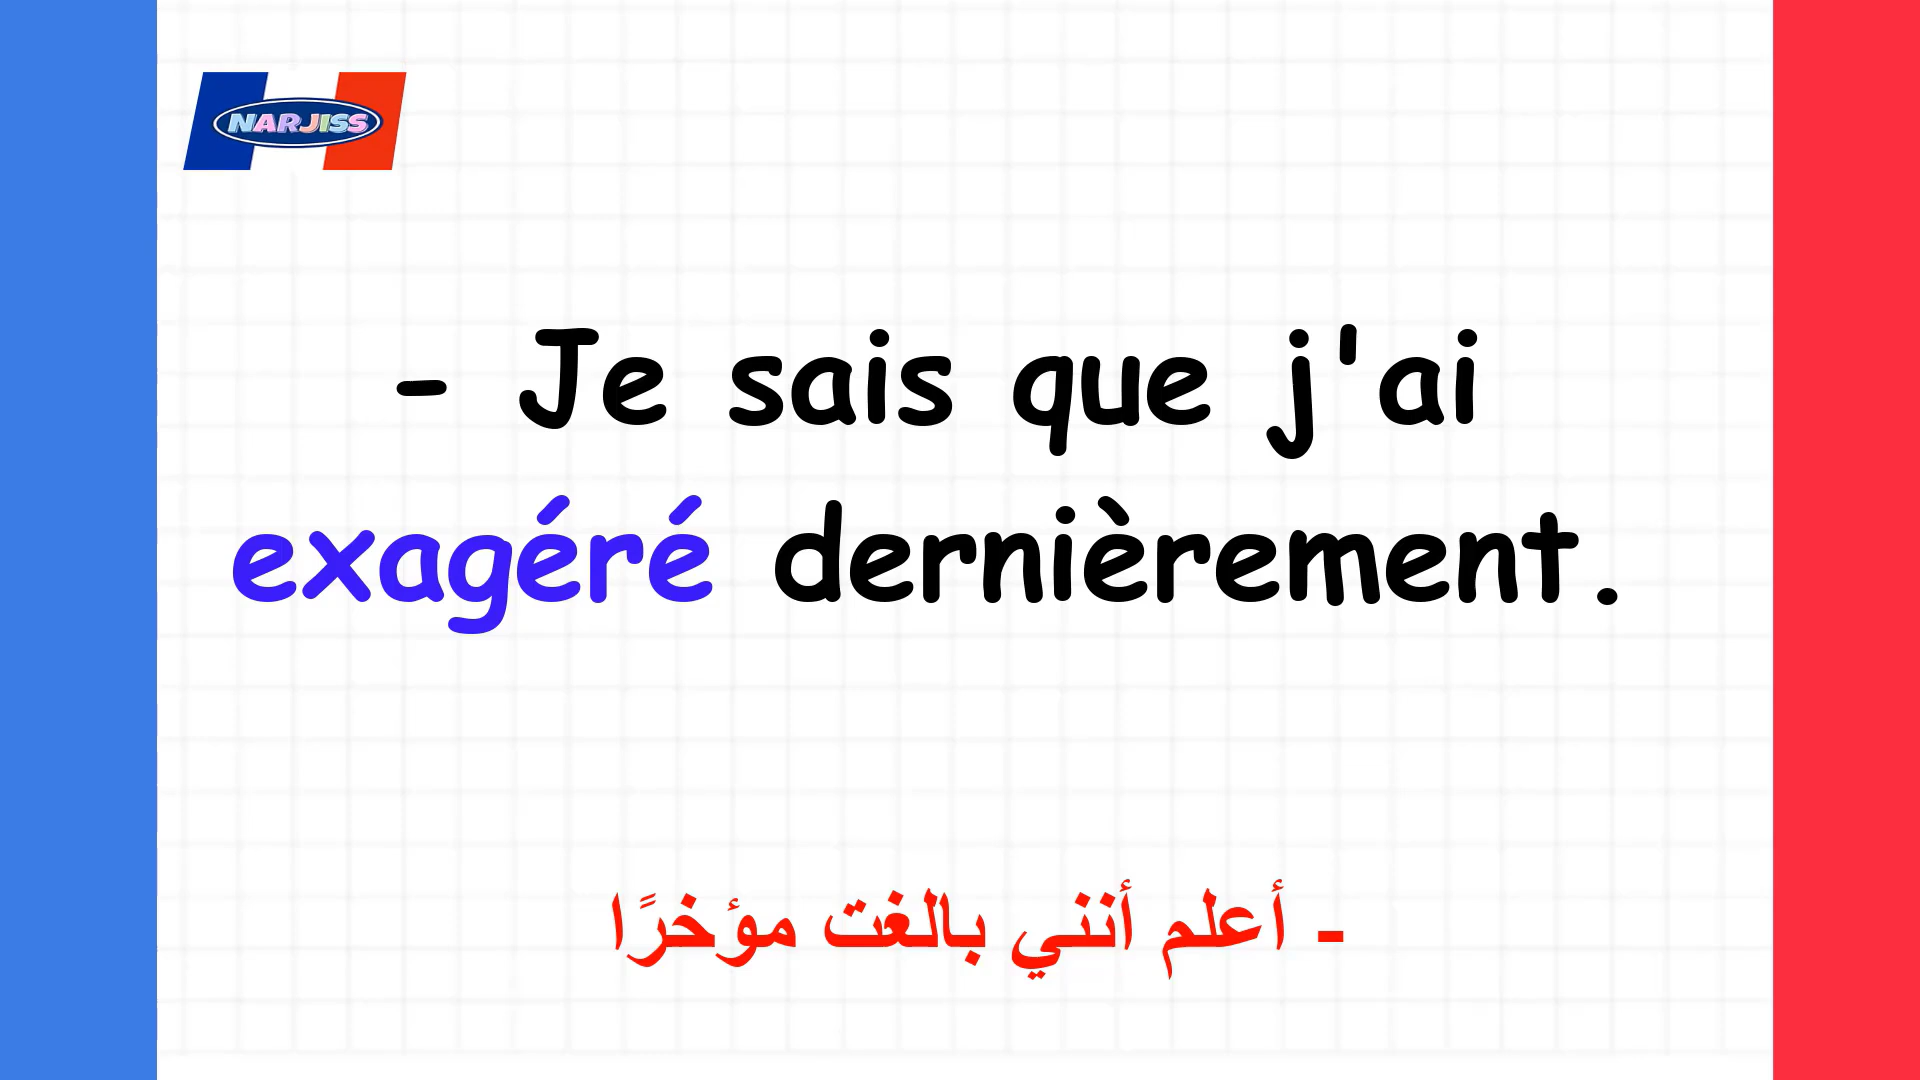 NARJISS
- Je sais que j'ai
exagéré dernièrement.
- أعلم أنني بالغت مؤخرًا